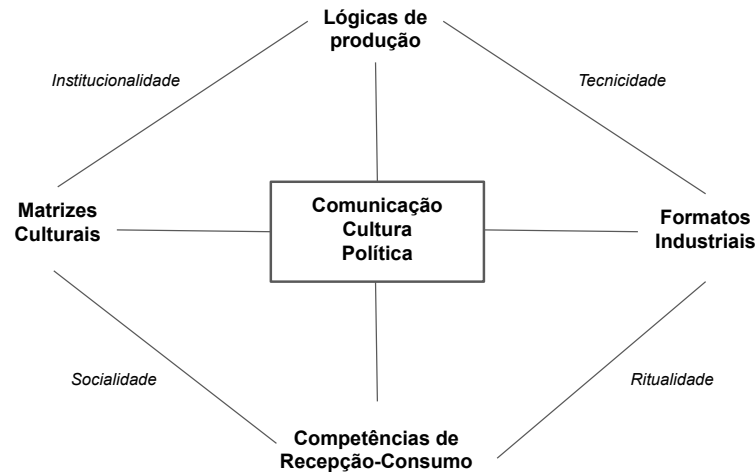 Lógicas de
produção
Institucionalidade
Tecnicidade
Matrizes
Culturais
Comunicação
Cultura
Política
Formatos
Industriais
Socialidade
Ritualidade
Competências de
Recepção-Consumo